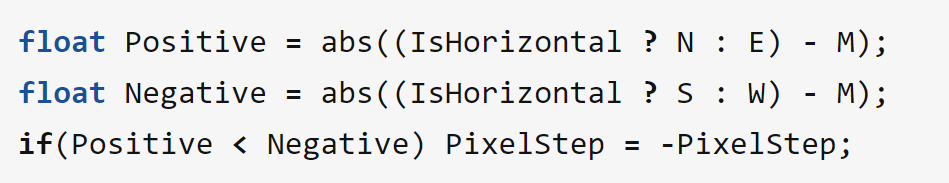 float Positive = abs((IsHorizontal ? N : E) - M);
float Negative = abs((IsHorizontal ? S : W) - M);
if(Positive < Negative) PixelStep = -PixelStep;